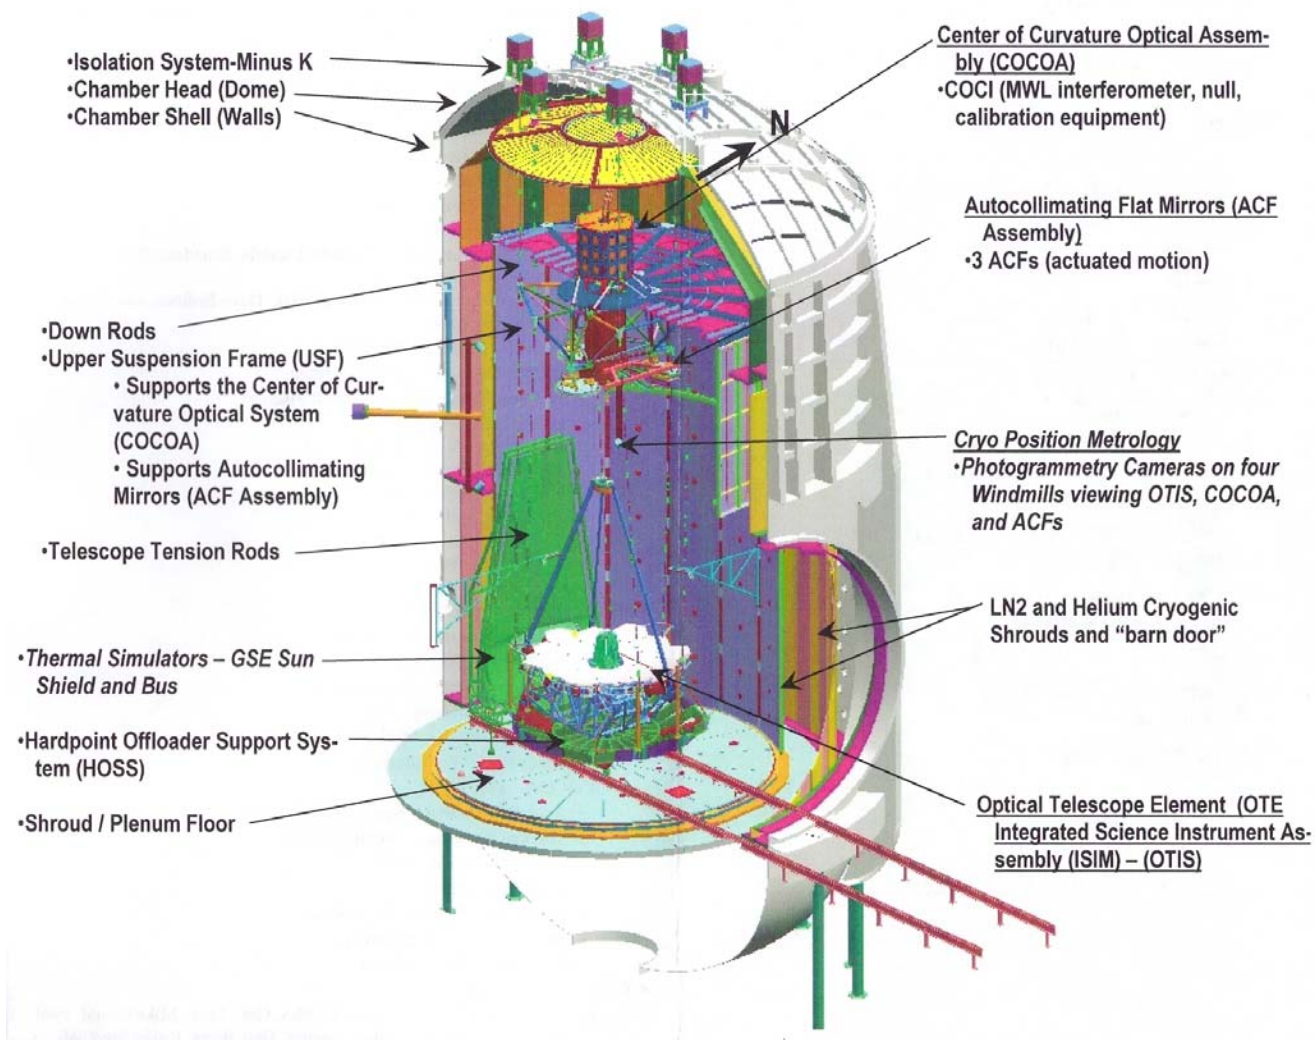 •Isolation System-Minus K
•Chamber Head (Dome)
•Chamber Shell (Walls)
•Down Rods
•Upper Suspension Frame (USF)
• Supports the Center of Cur-
vature Optical System
(COCOA)
• Supports Autocollimating
Mirrors (ACF Assembly)
•Telescope Tension Rods
•Thermal Simulators – GSE Sun
Shield and Bus
•Hardpoint Offloader Support Sys-
tem (HOSS)
•Shroud / Plenum Floor
N
Center of Curvature Optical Assem-
bly (COCOA)
•COCI (MWL interferometer, null,
calibration equipment)
Autocollimating Flat Mirrors (ACF
Assembly)
•3 ACFs (actuated motion)
Cryo Position Metrology
•Photogrammetry Cameras on four
Windmills viewing OTIS, COCOA,
and ACFs
LN2 and Helium Cryogenic
Shrouds and “barn door”
Optical Telescope Element (OTE
Integrated Science Instrument As-
sembly (ISIM) – (OTIS)